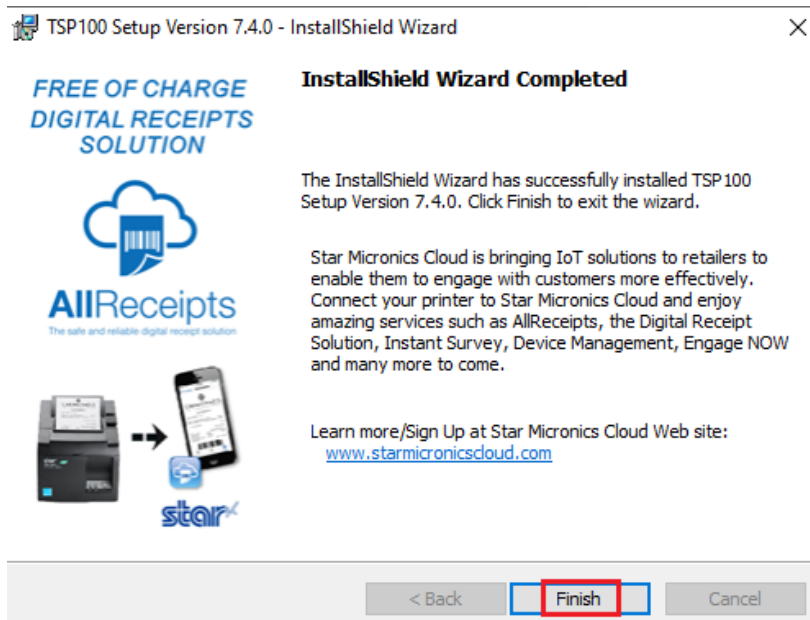 TSP100 Setup Version 7.4.0 - InstallShield Wizard
FREE OF CHARGE
DIGITAL RECEIPTS
SOLUTION
AllReceipts
The safe and reliable digital receipt solution
star
InstallShield Wizard Completed
The InstallShield Wizard has successfully installed TSP100
Setup Version 7.4.0. Click Finish to exit the wizard.
Star Micronics Cloud is bringing IoT solutions to retailers to
enable them to engage with customers more effectively.
Connect your printer to Star Micronics Cloud and enjoy
amazing services such as AllReceipts, the Digital Receipt
Solution, Instant Survey, Device Management, Engage NOW
and many more to come.
Learn more/Sign Up at Star Micronics Cloud Web site:
www.starmicronicscloud.com
< Back
Finish
Cancel